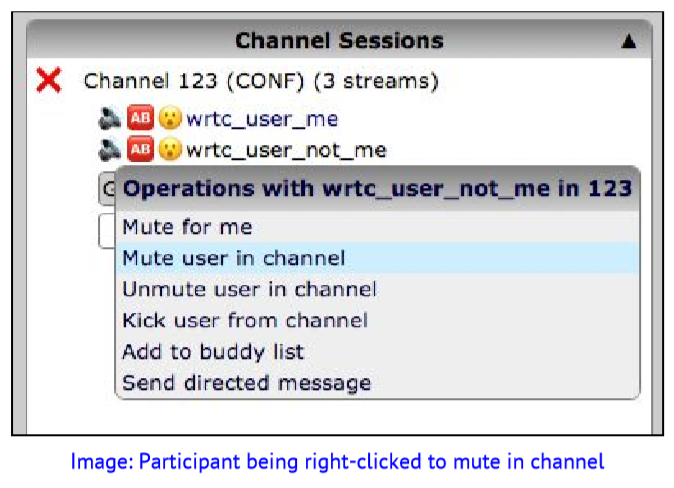 Channel Sessions ▲
Channel 123 (CONF) (3 streams)
AB wrtc_user_me
AB wrtc_user_not_me
G
Operations with wrtc_user_not_me in 123
Mute for me
Mute user in channel
Unmute user in channel
Kick user from channel
Add to buddy list
Send directed message
Image: Participant being right-clicked to mute in channel